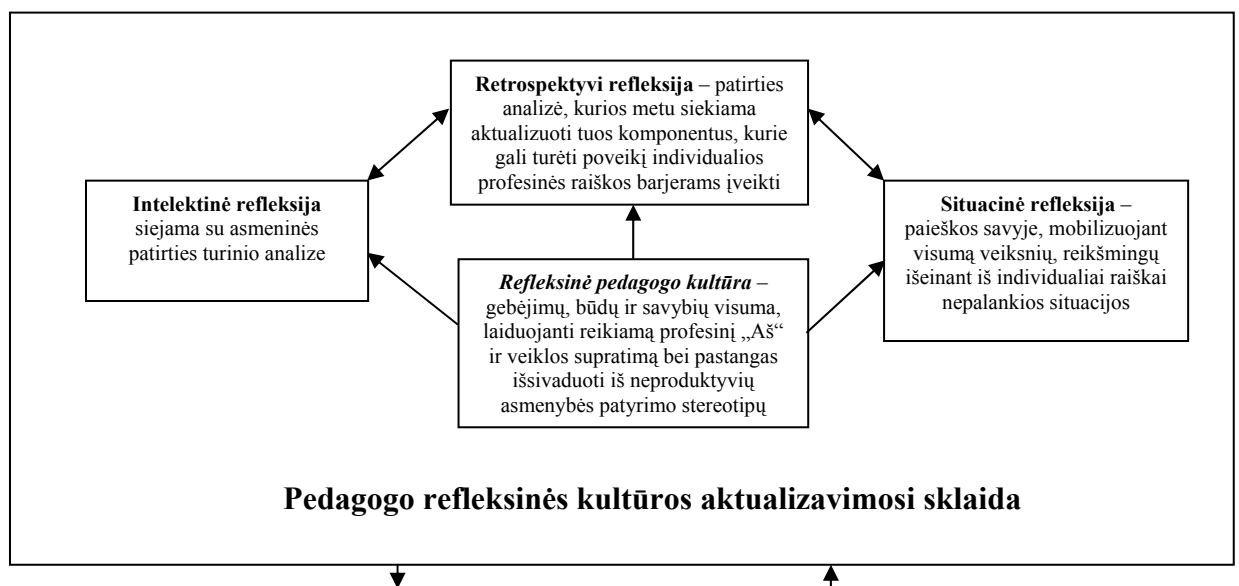 Retrospektyvi refleksija – patirties
analizė, kurios metu siekiama
aktualizuoti tuos komponentus, kurie
gali turėti poveikį individualios
profesinės raiškos barjerams įveikti
Intelektinė refleksija
siejama su asmeninės
patirties turinio analize
Situacinė refleksija –
paieškos savyje, mobilizuojant
visumą veiksnių, reikšmingų
išeinant iš individualiai raiškai
nepalankios situacijos
Refleksinė pedagogo kultūra –
gebėjimų, būdų ir savybių visuma,
laiduojanti reikiamą profesinį „Aš“
ir veiklos supratimą bei pastangas
išsivaduoti iš neproduktyvių
asmenybės patyrimo stereotipų
Pedagogo refleksinės kultūros aktualizavimosi sklaida